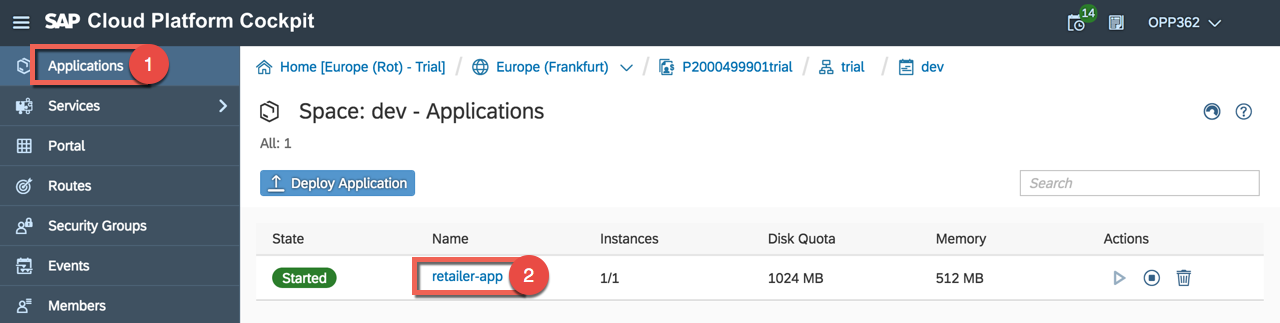 SAP Cloud Platform Cockpit
14
OPP362
Applications 1
Services
Portal
Routes
Security Groups
Events
Members
Home [Europe (Rot) - Trial] / Europe (Frankfurt) / P2000499901trial / trial / dev
Space: dev - Applications
All: 1
Deploy Application
Search
State Name Instances Disk Quota Memory Actions
Started retailer-app 2 1/1 1024 MB 512 MB